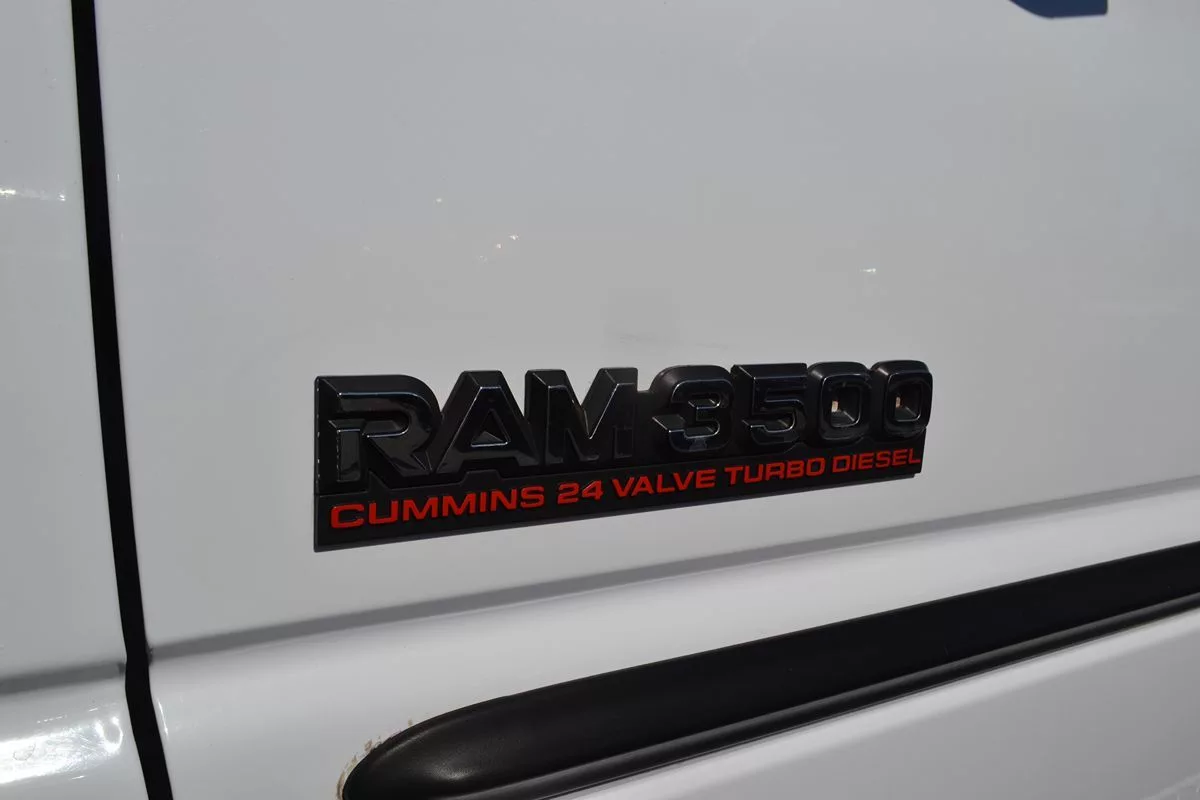 RAM 3500
CUMMINS 24 VALVE TURBO DIESEL